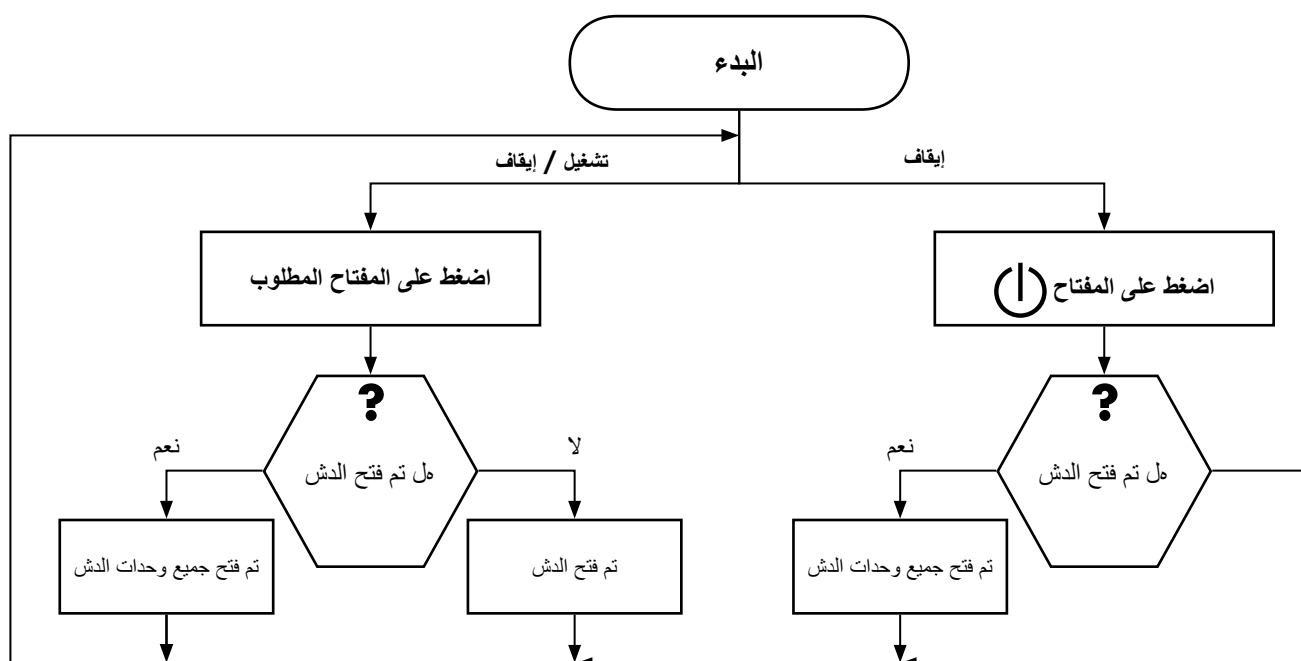 البدء
إيقاف
تشغيل / إيقاف
اضغط على المفتاح
اضغط على المفتاح المطلوب
?
?
نعم
هل تم فتح الدش
لا
نعم
هل تم فتح الدش
تم فتح جميع وحدات الدش
تم فتح الدش
تم فتح جميع وحدات الدش